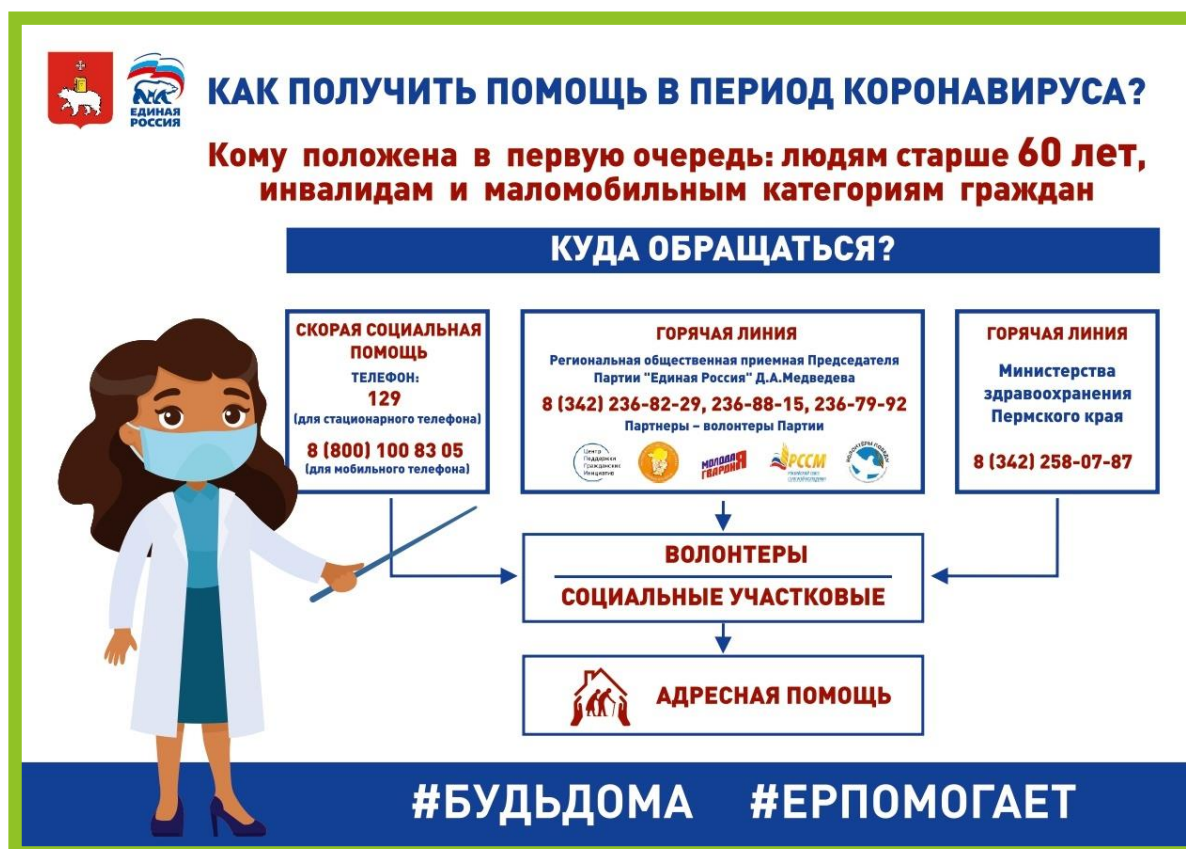 ЕДИНАЯ
РОССИЯ
КАК ПОЛУЧИТЬ ПОМОЩЬ В ПЕРИОД КОРОНАВИРУСА?
Кому положена в первую очередь: людям старше 60 лет,
инвалидам и маломобильным категориям граждан
КУДА ОБРАЩАТЬСЯ?
СКОРАЯ СОЦИАЛЬНАЯ
ПОМОЩЬ
ТЕЛЕФОН:
129
(для стационарного телефона)
8 (800) 100 83 05
(для мобильного телефона)
ГОРЯЧАЯ ЛИНИЯ
Региональная общественная приемная Председателя
Партии "Единая Россия" Д.А.Медведева
8 (342) 236-82-29, 236-88-15, 236-79-92
Партнеры – волонтеры Партии
Центр
Поддержки
Гражданских
Инициатив
МОЛОДАЯ
ГВАРДИЯ
РССМ
ГОРЯЧАЯ ЛИНИЯ
Министерства
здравоохранения
Пермского края
8 (342) 258-07-87
ВОЛОНТЕРЫ
СОЦИАЛЬНЫЕ УЧАСТКОВЫЕ
АДРЕСНАЯ ПОМОЩЬ
#БУДЬДОМА #ЕРПОМОГАЕТ